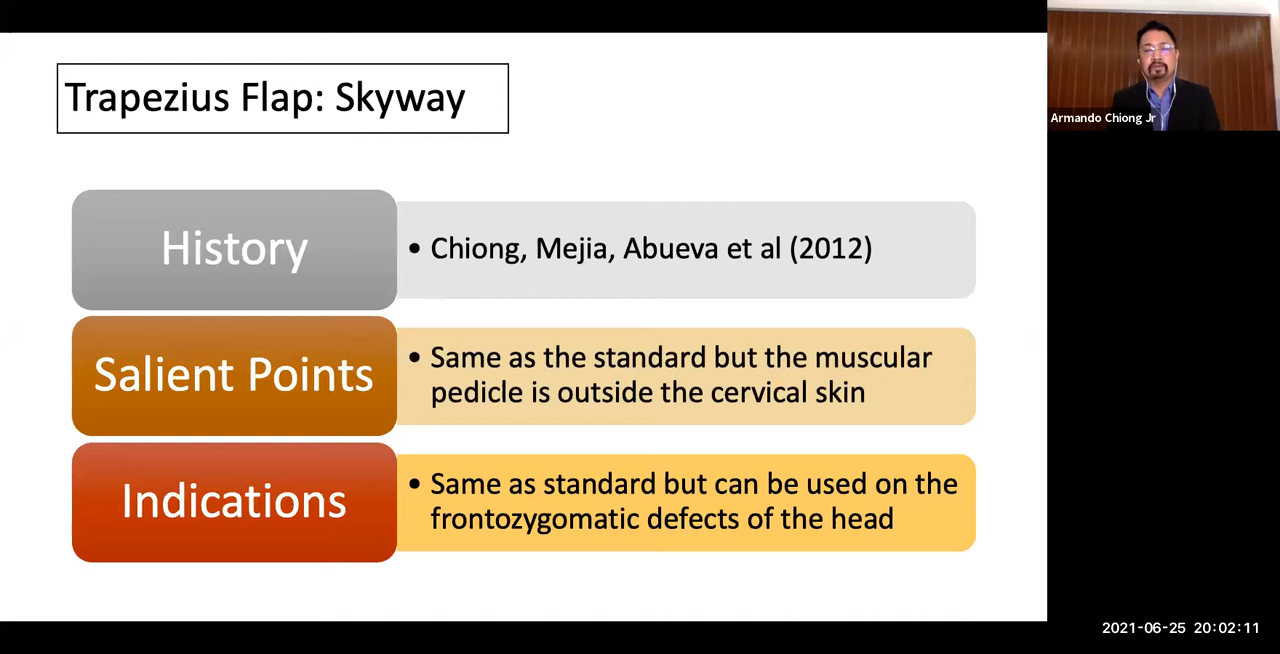 Trapezius Flap: Skyway
Armando Chiong Jr
History
• Chiong, Mejia, Abueva et al (2012)
Salient Points
• Same as the standard but the muscular
pedicle is outside the cervical skin
Indications
• Same as standard but can be used on the
frontozygomatic defects of the head
2021-06-25 20:02:11